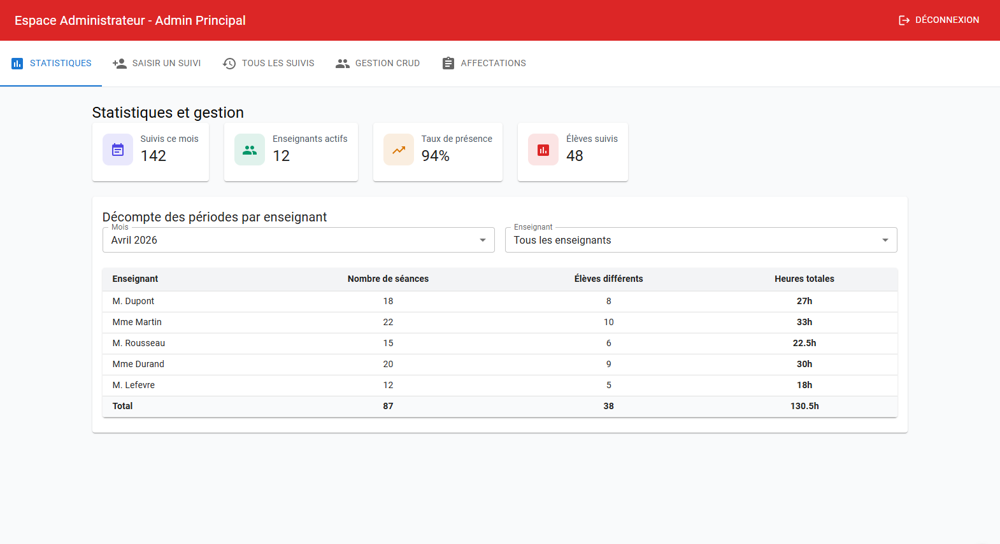 Espace Administrateur - Admin Principal
DÉCONNEXION
STATISTIQUES
SAISIR UN SUIVI
TOUS LES SUIVIS
GESTION CRUD
AFFECTATIONS
Statistiques et gestion
Suivis ce mois
142
Enseignants actifs
12
Taux de présence
94%
Élèves suivis
48
Décompte des périodes par enseignant
Mois
Avril 2026
Enseignant
Tous les enseignants
Enseignant Nombre de séances Élèves différents Heures totales
M. Dupont 18 8 27h
Mme Martin 22 10 33h
M. Rousseau 15 6 22.5h
Mme Durand 20 9 30h
M. Lefevre 12 5 18h
Total 87 38 130.5h